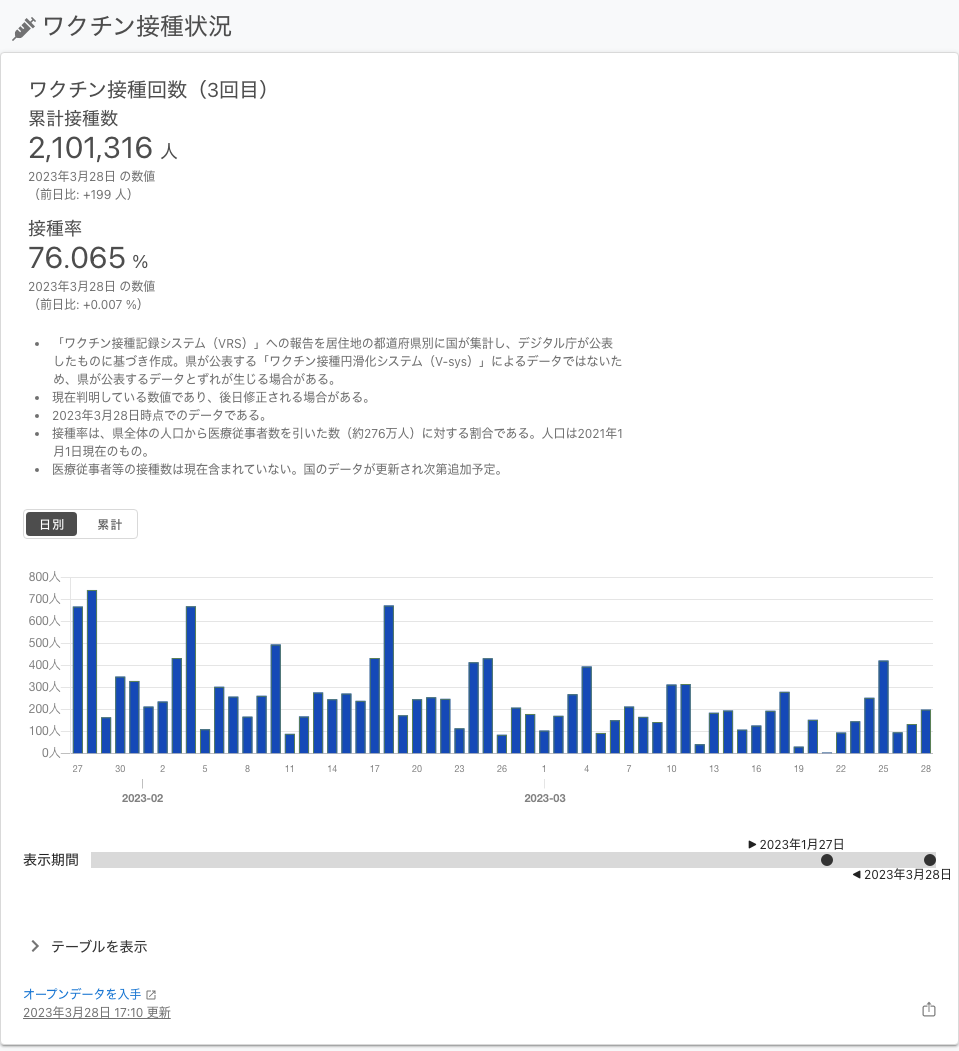 ワクチン接種状況
ワクチン接種回数（3回目）
累計接種数
2,101,316 人
2023年3月28日 の数値
（前日比: +199 人）
接種率
76.065 %
2023年3月28日 の数値
（前日比: +0.007 %）
「ワクチン接種記録システム（VRS）」への報告を居住地の都道府県別に国が集計し、デジタル庁が公表
したものに基づき作成。県が公表する「ワクチン接種円滑化システム（V-sys）」によるデータではないた
め、県が公表するデータとずれが生じる場合がある。
現在判明している数値であり、後日修正される場合がある。
2023年3月28日時点でのデータである。
接種率は、県全体の人口から医療従事者数を引いた数（約276万人）に対する割合である。人口は2021年1
月1日現在のもの。
医療従事者等の接種数は現在含まれていない。国のデータが更新され次第追加予定。
日別 累計
800人
700人
600人
500人
400人
300人
200人
100人
0人
27 30 2 5 8 11 14 17 20 23 26 1 4 7 10 13 16 19 22 25 28
2023-02 2023-03
2023年1月27日
表示期間
2023年3月28日
テーブルを表示
オープンデータを入手
2023年3月28日 17:10 更新